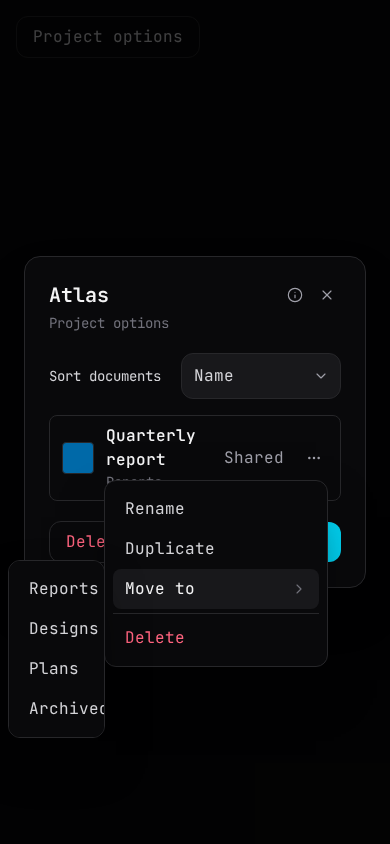 Project options
Atlas
Project options
Sort documents
Name
Quarterly
report
Shared
Rename
Duplicate
Move to
Delete
Reports
Designs
Plans
Archived